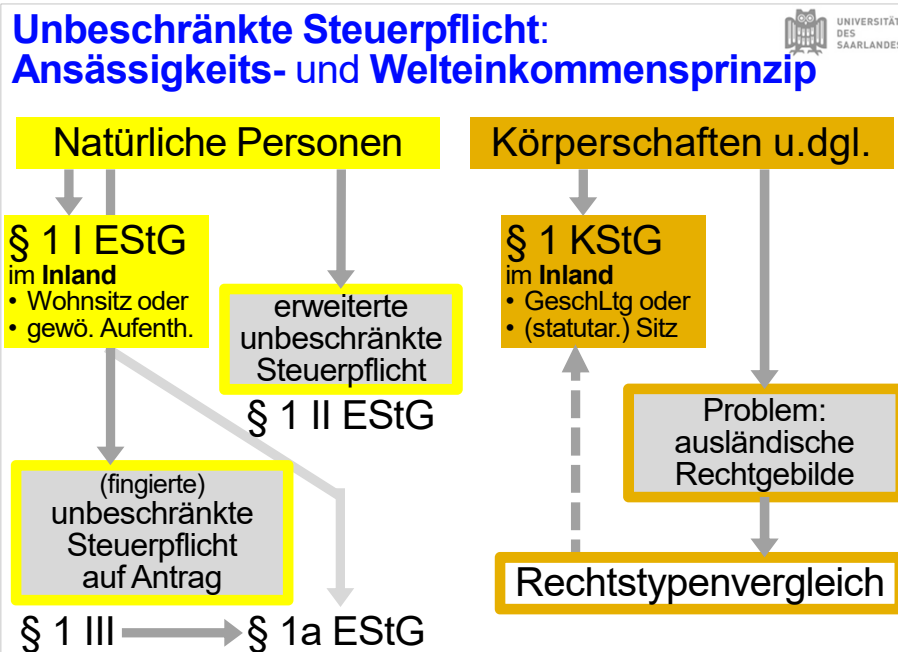 Unbeschränkte Steuerpflicht:
Ansässigkeits- und Welteinkommensprinzip
UNIVERSITÄT
DES
SAARLANDES
Natürliche Personen
§ 1 I EStG
im Inland
• Wohnsitz oder
• gewö. Aufenth.
erweiterte
unbeschränkte
Steuerpflicht
§ 1 II EStG
(fingierte)
unbeschränkte
Steuerpflicht
auf Antrag
§ 1 III
§ 1a EStG
Körperschaften u.dgl.
§ 1 KStG
im Inland
• GeschLtg oder
• (statutar.) Sitz
Problem:
ausländische
Rechtgebilde
Rechtstypenvergleich